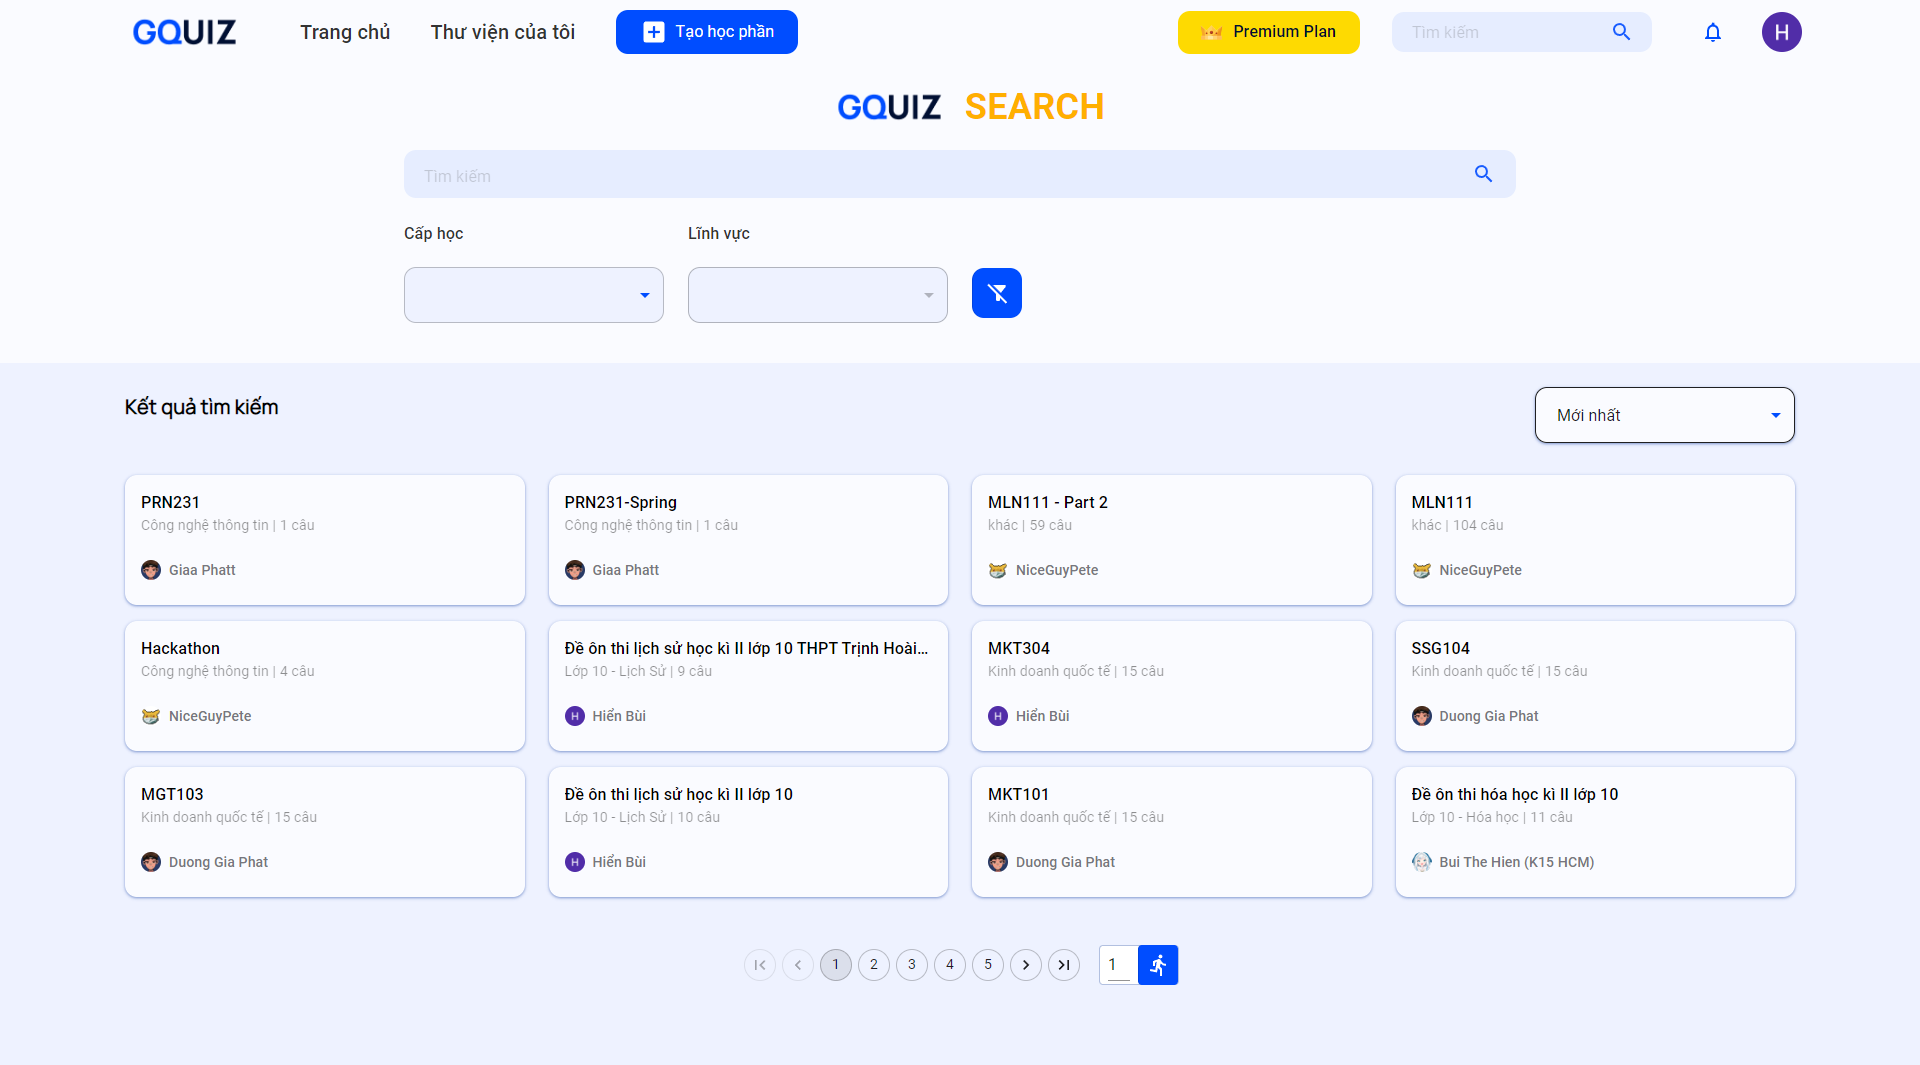 GQUIZ Trang chủ Thư viện của tôi Tạo học phần Premium Plan Tìm kiếm H
GQUIZ SEARCH
Tìm kiếm
Cấp học Lĩnh vực
Kết quả tìm kiếm
Mới nhất
PRN231
Công nghệ thông tin | 1 câu
Giaa Phatt
PRN231-Spring
Công nghệ thông tin | 1 câu
Giaa Phatt
MLN111 - Part 2
khác | 59 câu
NiceGuyPete
MLN111
khác | 104 câu
NiceGuyPete
Hackathon
Công nghệ thông tin | 4 câu
NiceGuyPete
Đề ôn thi lịch sử học kì II lớp 10 THPT Trịnh Hoài...
Lớp 10 - Lịch Sử | 9 câu
H Hiển Bùi
MKT304
Kinh doanh quốc tế | 15 câu
H Hiển Bùi
SSG104
Kinh doanh quốc tế | 15 câu
Duong Gia Phat
MGT103
Kinh doanh quốc tế | 15 câu
Duong Gia Phat
Đề ôn thi lịch sử học kì II lớp 10
Lớp 10 - Lịch Sử | 10 câu
H Hiển Bùi
MKT101
Kinh doanh quốc tế | 15 câu
Duong Gia Phat
Đề ôn thi hóa học kì II lớp 10
Lớp 10 - Hóa học | 11 câu
Bui The Hien (K15 HCM)
1 2 3 4 5 1